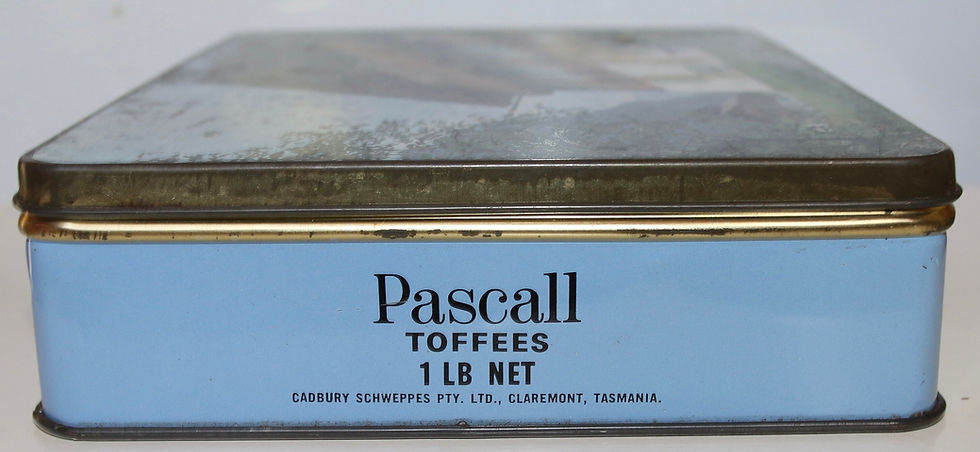 Pascall
TOFFEES
1 LB NET
CADBURY SCHWEPPES PTY. LTD., CLAREMONT, TASMANIA.